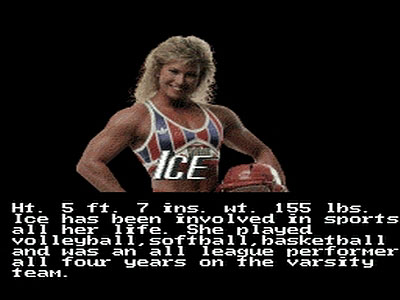 ICE
Ht. 5 ft. 7 ins. wt. 155 lbs.
Ice has been involved in sports
all her life. She played
volleyball,softball,basketball
and was an all league performer
all four years on the varsity
team.